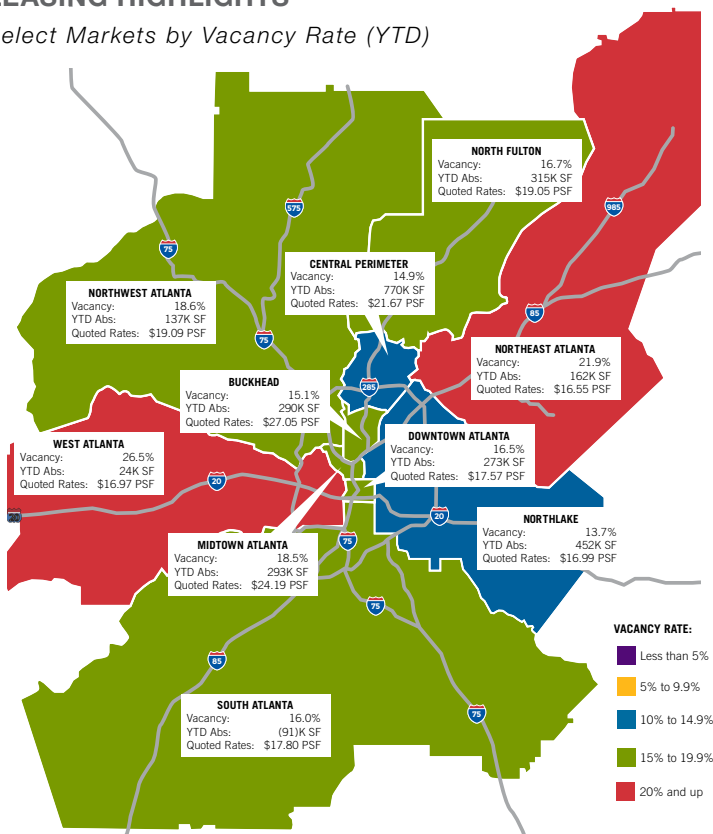 LEASING HIGHLIGHTS
elect Markets by Vacancy Rate (YTD)
NORTH FULTON
Vacancy: 16.7%
YTD Abs: 315K SF
Quoted Rates: $19.05 PSF
985
575
75
CENTRAL PERIMETER
Vacancy: 14.9%
YTD Abs: 770K SF
Quoted Rates: $21.67 PSF
NORTHWEST ATLANTA
Vacancy: 18.6%
YTD Abs: 137K SF
Quoted Rates: $19.09 PSF
85
75
NORTHEAST ATLANTA
Vacancy: 21.9%
YTD Abs: 162K SF
Quoted Rates: $16.55 PSF
BUCKHEAD
Vacancy: 15.1%
YTD Abs: 290K SF
Quoted Rates: $27.05 PSF
285
WEST ATLANTA
Vacancy: 26.5%
YTD Abs: 24K SF
Quoted Rates: $16.97 PSF
DOWNTOWN ATLANTA
Vacancy: 16.5%
YTD Abs: 273K SF
Quoted Rates: $17.57 PSF
20
20
NORTHLAKE
Vacancy: 13.7%
YTD Abs: 452K SF
Quoted Rates: $16.99 PSF
MIDTOWN ATLANTA
Vacancy: 18.5%
YTD Abs: 293K SF
Quoted Rates: $24.19 PSF
75
75
85
SOUTH ATLANTA
Vacancy: 16.0%
YTD Abs: (91)K SF
Quoted Rates: $17.80 PSF
75
VACANCY RATE:
Less than 5%
5% to 9.9%
10% to 14.9%
15% to 19.9%
20% and up